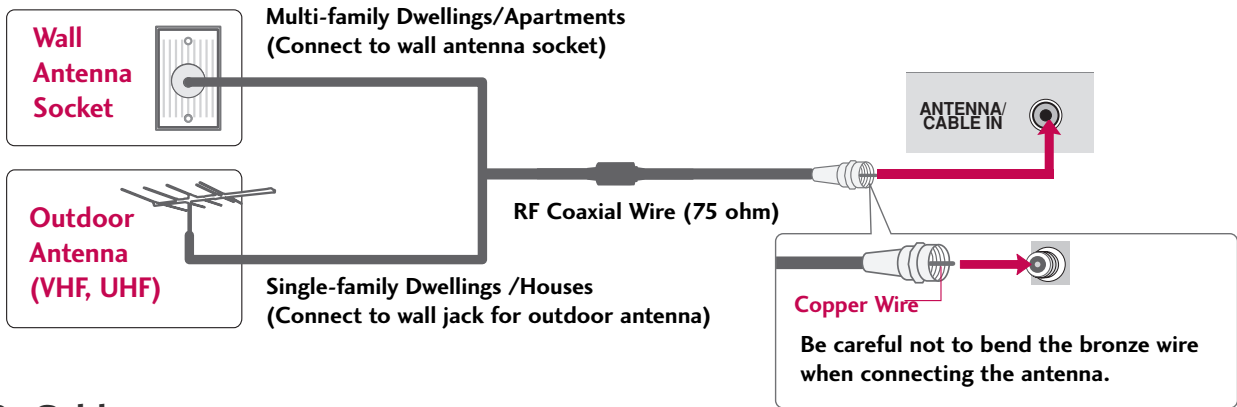 Wall
Antenna
Socket
Multi-family Dwellings/Apartments
(Connect to wall antenna socket)
ANTENNA/
CABLE IN
Outdoor
Antenna
(VHF, UHF)
RF Coaxial Wire (75 ohm)
Single-family Dwellings /Houses
(Connect to wall jack for outdoor antenna)
Copper Wire
Be careful not to bend the bronze wire
when connecting the antenna.